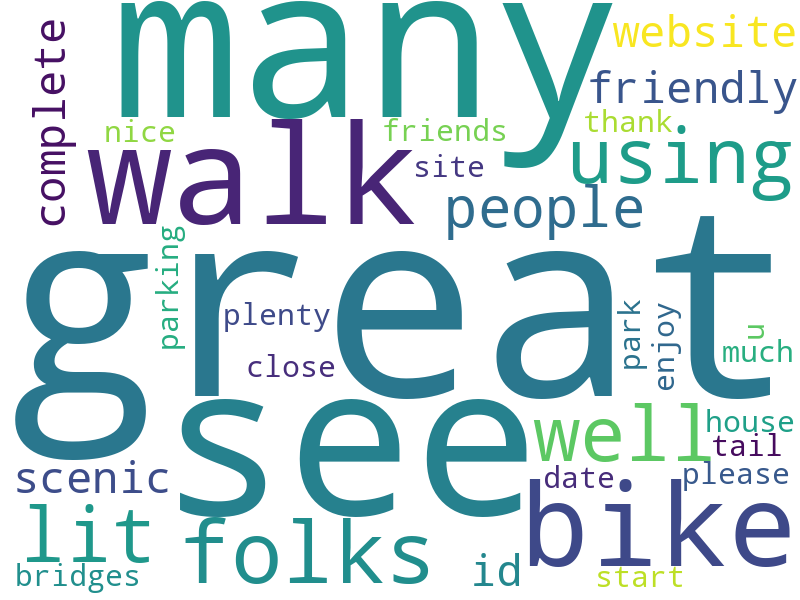 many
website
complete
friendly
nice
friends
thank
walk
site
using
people
great
parking
plenty
park
enjoy
u
close
much
see
well
house
tail
scenic
date
please
lit
folks
id
bike
bridges
start